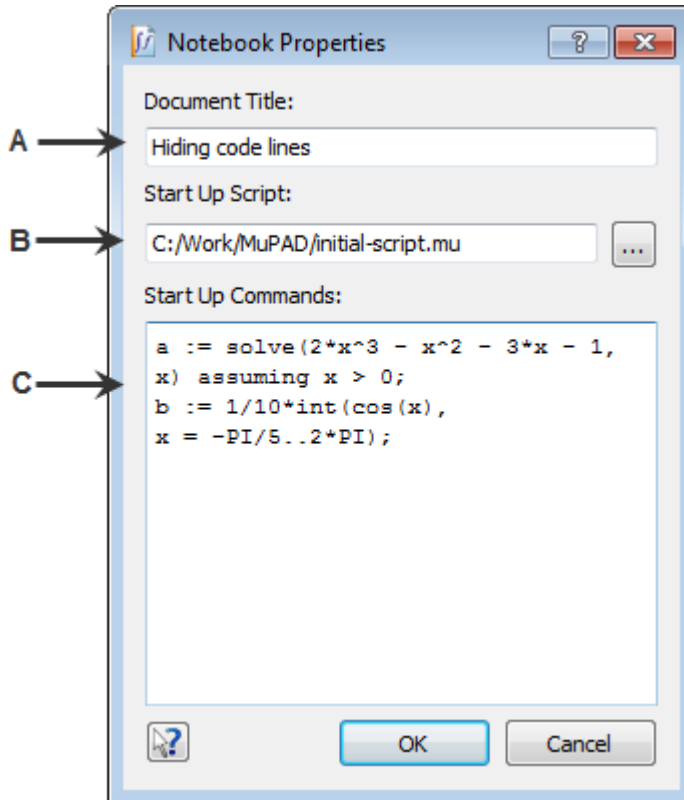 Notebook Properties
Document Title:
A
Hiding code lines
Start Up Script:
B
C:/Work/MuPAD/initial-script.mu
...
Start Up Commands:
a := solve(2*x^3 - x^2 - 3*x - 1,
C
x) assuming x > 0;
b := 1/10*int(cos(x),
x = -PI/5..2*PI);
OK
Cancel